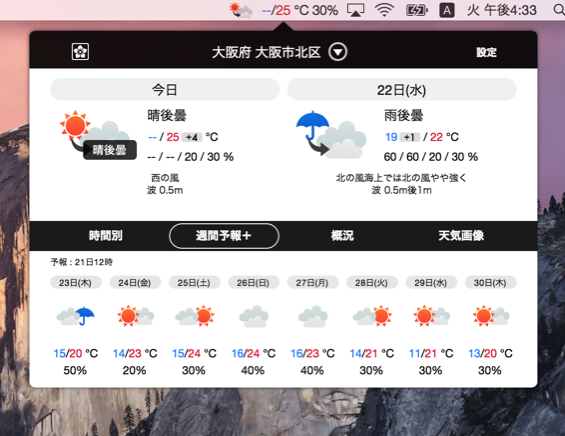 --/25 °C 30% A 火 午後4:33
大阪府 大阪市北区
設定
今日
晴後曇
-- / 25 +4 °C
-- / -- / 20 / 30 %
晴後曇
西の風
波 0.5m
22日(水)
雨後曇
19 +1 / 22 °C
60 / 60 / 20 / 30 %
北の風海上では北の風やや強く
波 0.5m後1m
時間別 週間予報+ 概況 天気画像
予報 : 21日12時
23日(木) 24日(金) 25日(土) 26日(日) 27日(月) 28日(火) 29日(水) 30日(木)
15/20 °C 14/23 °C 15/24 °C 16/24 °C 16/23 °C 14/21 °C 11/21 °C 13/20 °C
50% 20% 30% 40% 40% 30% 30% 30%